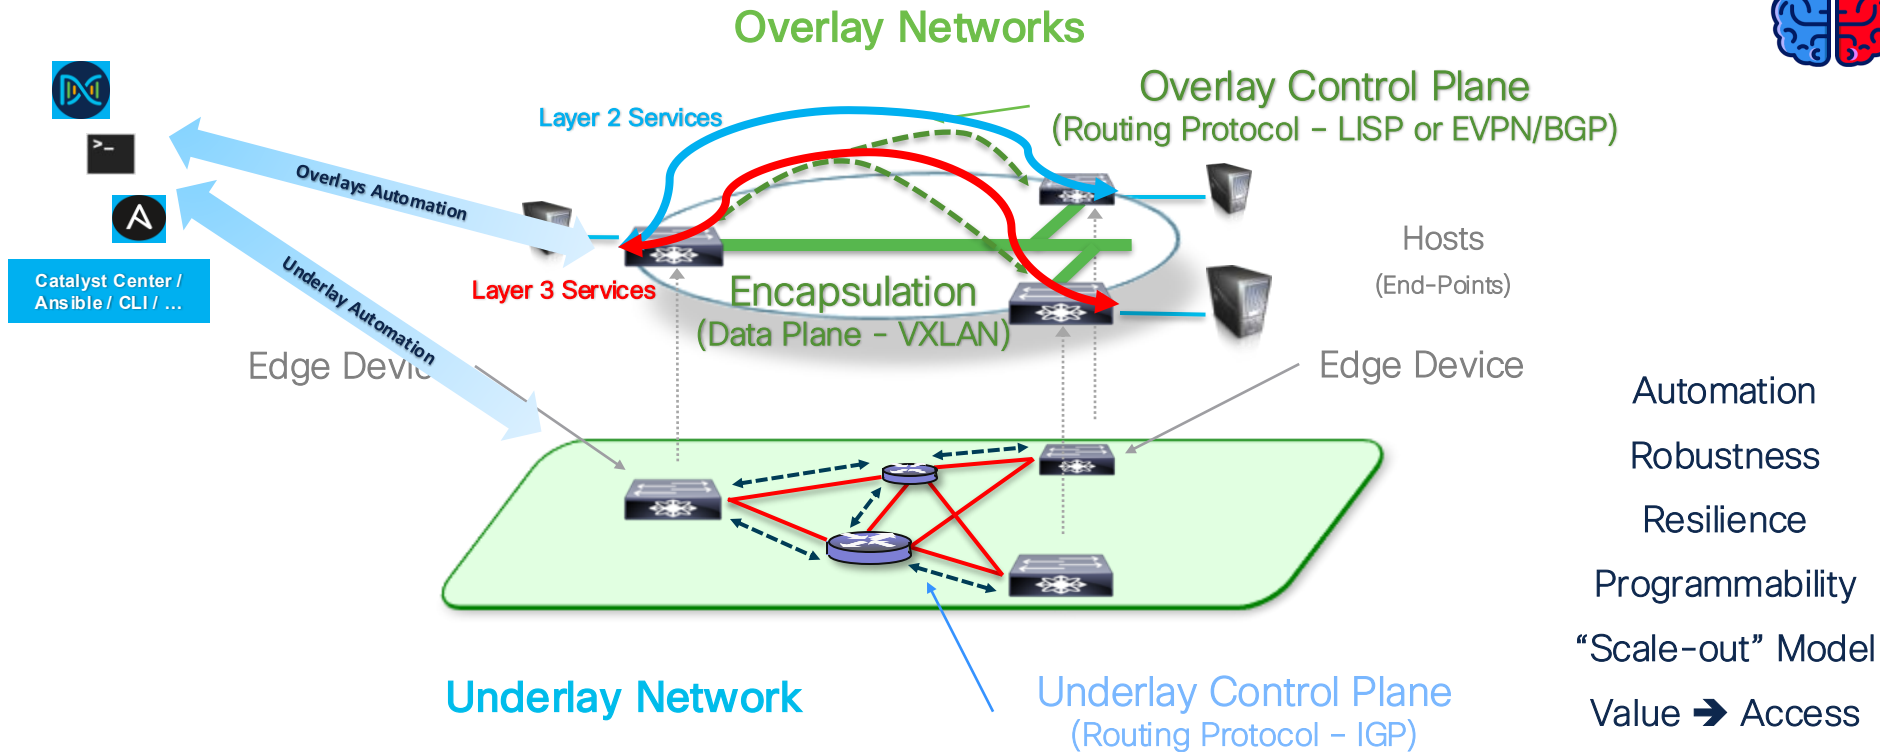 Overlay Networks
Overlay Control Plane
(Routing Protocol – LISP or EVPN/BGP)
Layer 2 Services
>_
Overlays Automation
Underlay Automation
Catalyst Center /
Ansible / CLI / ...
Layer 3 Services
Encapsulation
(Data Plane - VXLAN)
Hosts
(End-Points)
Edge Devic
Edge Device
Automation
Robustness
Resilience
Programmability
“Scale-out” Model
Value ➔ Access
Underlay Network
Underlay Control Plane
(Routing Protocol – IGP)